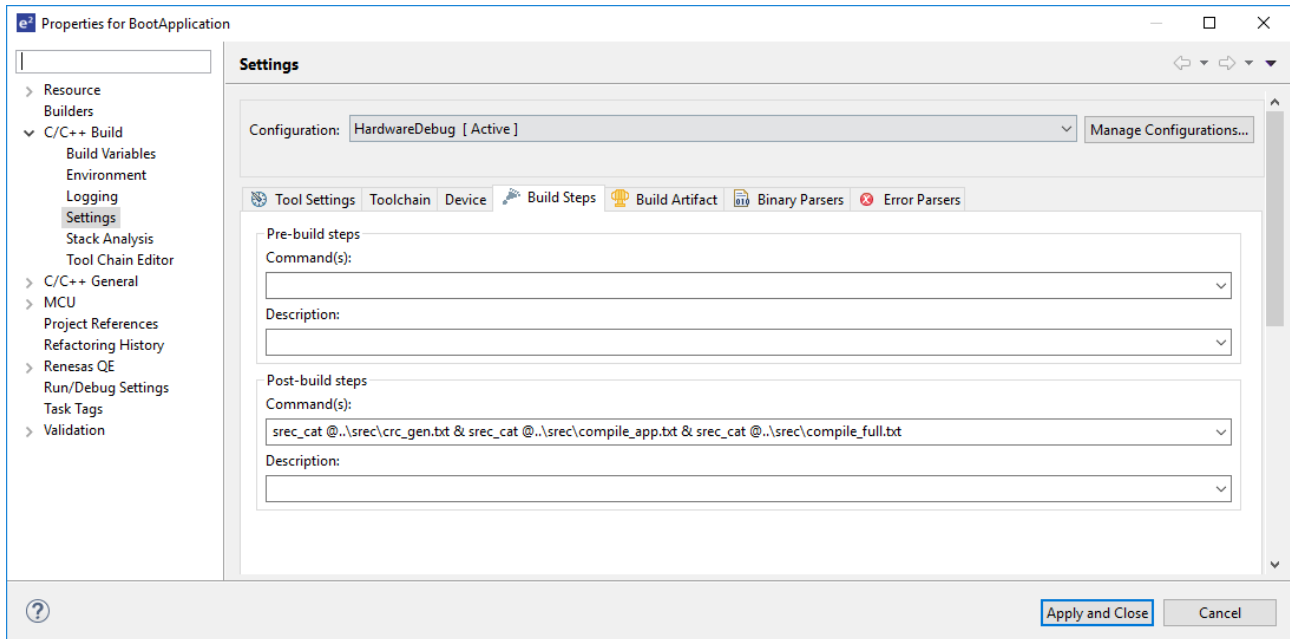 e² Properties for BootApplication
Settings
Resource
Builders
C/C++ Build
Build Variables
Environment
Logging
Settings
Stack Analysis
Tool Chain Editor
C/C++ General
MCU
Project References
Refactoring History
Renesas QE
Run/Debug Settings
Task Tags
Validation
Configuration: HardwareDebug [ Active ] Manage Configurations...
Tool Settings Toolchain Device Build Steps Build Artifact 010 Binary Parsers Error Parsers
Pre-build steps
Command(s):
Description:
Post-build steps
Command(s):
srec_cat @..\srec\crc_gen.txt & srec_cat @..\srec\compile_app.txt & srec_cat @..\srec\compile_full.txt
Description:
? Apply and Close Cancel